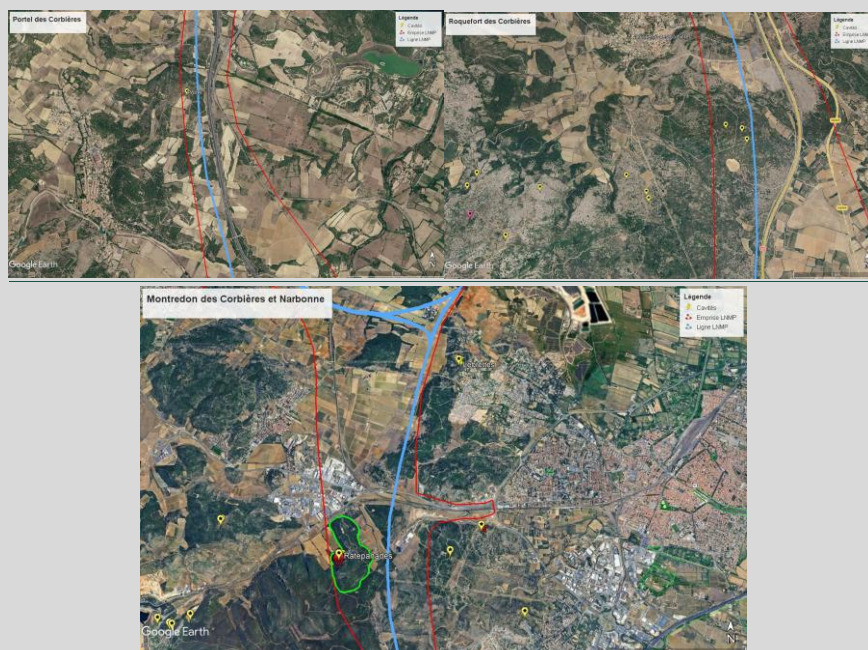 Portel des Corbières
Légende
Cavités
Emprise LNMP
Ligne LNMP
Google Earth
N
Roquefort des Corbières
Légende
Cavités
Emprise LNMP
Ligne LNMP
Google Earth
N
Montredon des Corbières et Narbonne
Légende
Cavités
Emprise LNMP
Ligne LNMP
Ratepanades
Google Earth
N